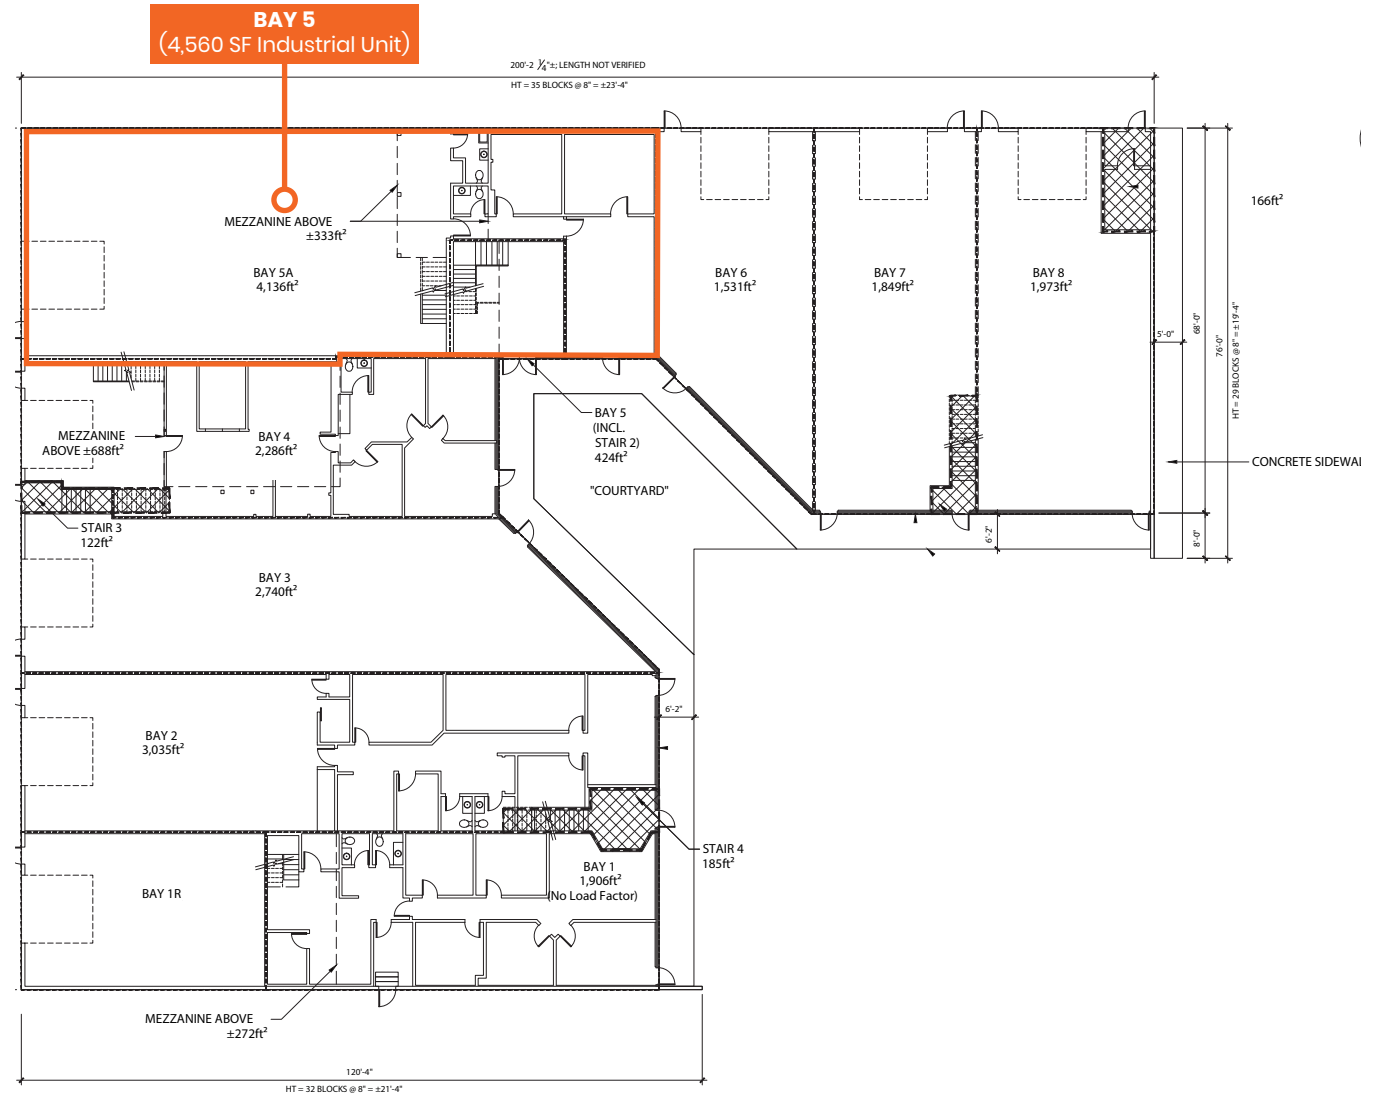 BAY 5
(4,560 SF Industrial Unit)
200'-2 ¼"±; LENGTH NOT VERIFIED
HT = 35 BLOCKS @ 8" = ±23'-4"
166ft²
MEZZANINE ABOVE
±333ft²
BAY 5A
4,136ft²
BAY 6
1,531ft²
BAY 7
1,849ft²
BAY 8
1,973ft²
5'-0"
68'-0"
76'-0"
HT = 29 BLOCKS @ 8" = ±19'-4"
MEZZANINE
ABOVE ±688ft²
BAY 4
2,286ft²
BAY 5
(INCL.
STAIR 2)
424ft²
"COURTYARD"
CONCRETE SIDEWAL
STAIR 3
122ft²
6'-2"
8'-0"
BAY 3
2,740ft²
6'-2"
BAY 2
3,035ft²
STAIR 4
185ft²
BAY 1
1,906ft²
(No Load Factor)
BAY 1R
MEZZANINE ABOVE
±272ft²
120'-4"
HT = 32 BLOCKS @ 8" = ±21'-4"